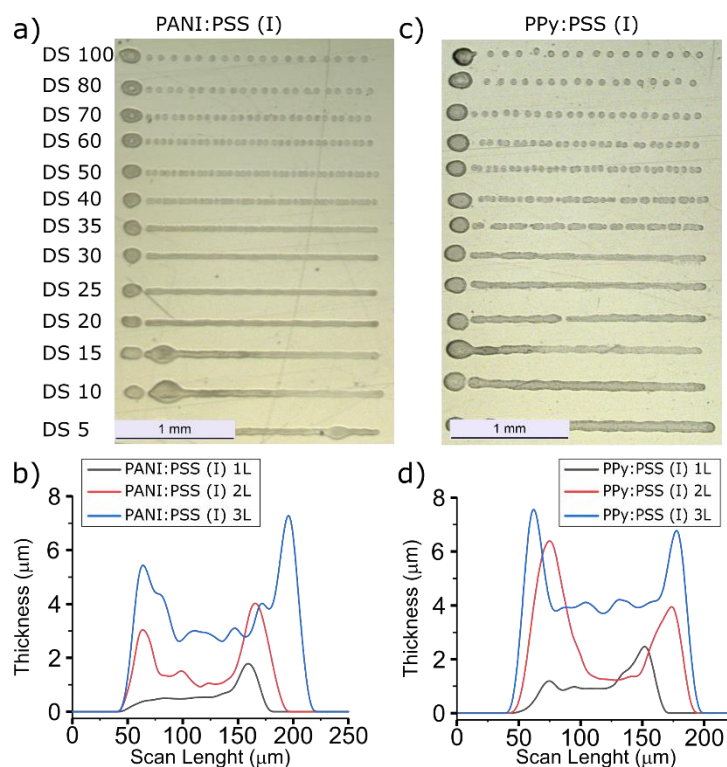 a) PANI:PSS (I)
DS 100
DS 80
DS 70
DS 60
DS 50
DS 40
DS 35
DS 30
DS 25
DS 20
DS 15
DS 10
DS 5
1 mm
c) PPy:PSS (I)
1 mm
b)
PANI:PSS (I) 1L
PANI:PSS (I) 2L
PANI:PSS (I) 3L
Thickness (μm)
8
6
4
2
0
0 50 100 150 200 250
Scan Lenght (μm)
d)
PPy:PSS (I) 1L
PPy:PSS (I) 2L
PPy:PSS (I) 3L
Thickness (μm)
8
6
4
2
0
0 50 100 150 200
Scan Lenght (μm)